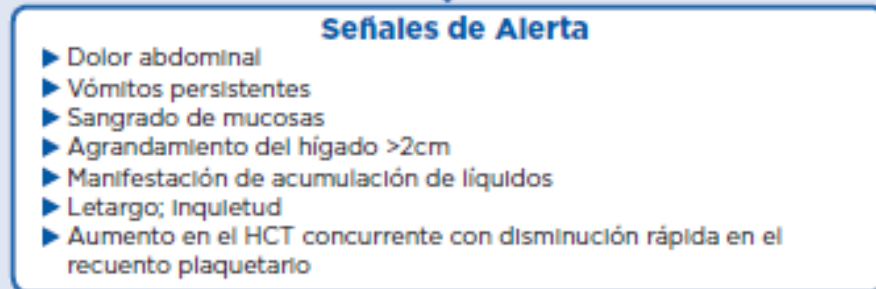 Señales de Alerta
▶ Dolor abdominal
▶ Vómitos persistentes
▶ Sangrado de mucosas
▶ Agrandamiento del hígado >2cm
▶ Manifestación de acumulación de líquidos
▶ Letargo; inquietud
▶ Aumento en el HCT concurrente con disminución rápida en el
recuento plaquetario